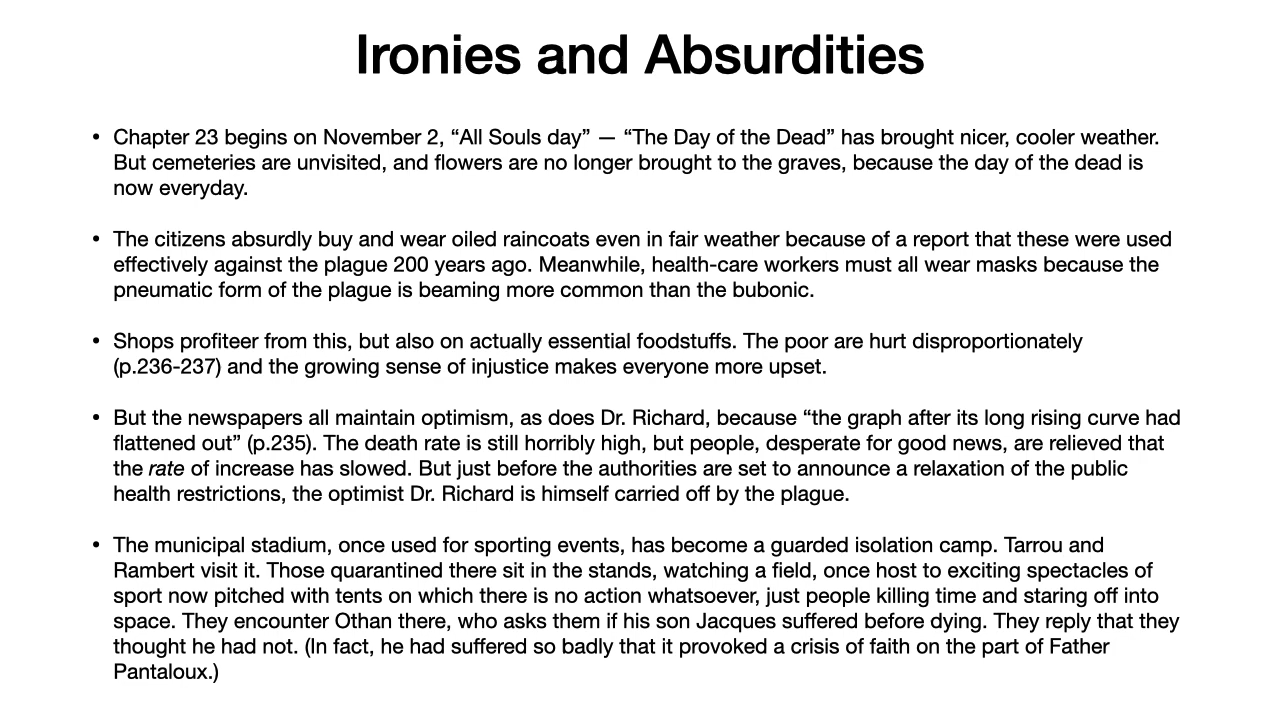 Ironies and Absurdities
• Chapter 23 begins on November 2, “All Souls day” — “The Day of the Dead” has brought nicer, cooler weather.
But cemeteries are unvisited, and flowers are no longer brought to the graves, because the day of the dead is
now everyday.
• The citizens absurdly buy and wear oiled raincoats even in fair weather because of a report that these were used
effectively against the plague 200 years ago. Meanwhile, health-care workers must all wear masks because the
pneumatic form of the plague is beaming more common than the bubonic.
• Shops profiteer from this, but also on actually essential foodstuffs. The poor are hurt disproportionately
(p.236-237) and the growing sense of injustice makes everyone more upset.
• But the newspapers all maintain optimism, as does Dr. Richard, because “the graph after its long rising curve had
flattened out” (p.235). The death rate is still horribly high, but people, desperate for good news, are relieved that
the rate of increase has slowed. But just before the authorities are set to announce a relaxation of the public
health restrictions, the optimist Dr. Richard is himself carried off by the plague.
• The municipal stadium, once used for sporting events, has become a guarded isolation camp. Tarrou and
Rambert visit it. Those quarantined there sit in the stands, watching a field, once host to exciting spectacles of
sport now pitched with tents on which there is no action whatsoever, just people killing time and staring off into
space. They encounter Othan there, who asks them if his son Jacques suffered before dying. They reply that they
thought he had not. (In fact, he had suffered so badly that it provoked a crisis of faith on the part of Father
Pantaloux.)